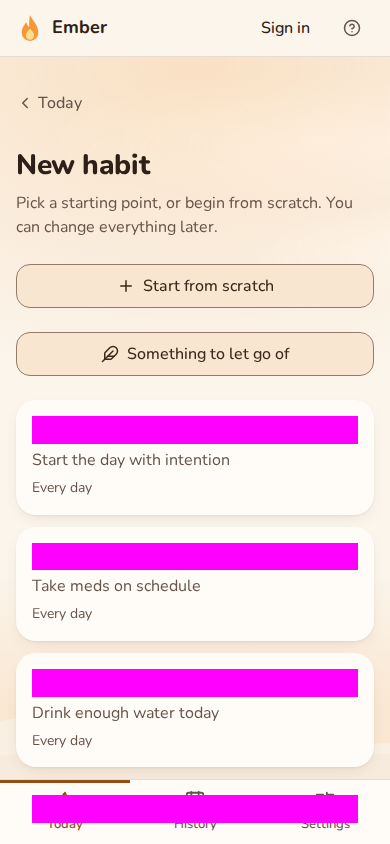 Ember
Sign in
Today
New habit
Pick a starting point, or begin from scratch. You
can change everything later.
Start from scratch
Something to let go of
Start the day with intention
Every day
Take meds on schedule
Every day
Drink enough water today
Every day
Today
History
Settings